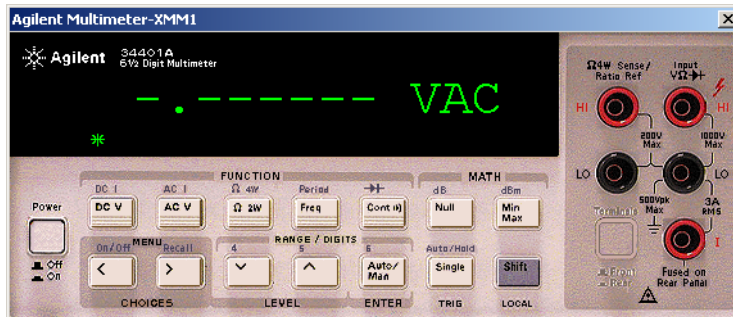 Agilent Multimeter-XMM1
Agilent 34401A
6½ Digit Multimeter
-.------ VAC
*
FUNCTION
MATH
DC I AC I Ω 4W Period dB dBm
Power DC V AC V Ω 2W Freq Cont Null Min Max
MENU
RANGE / DIGITS
On/Off Recall 4 5 6 Auto/Hold
< > Auto/Man Single Shift
Off
On
CHOICES LEVEL ENTER TRIG LOCAL
Ω4W Sense/
Ratio Ref
Input
VΩ
HI HI
200V
Max
1000V
Max
LO LO
500Vpk
Max
3A
RMS
Terminals
I
Front
Rear
Fused on
Rear Panal